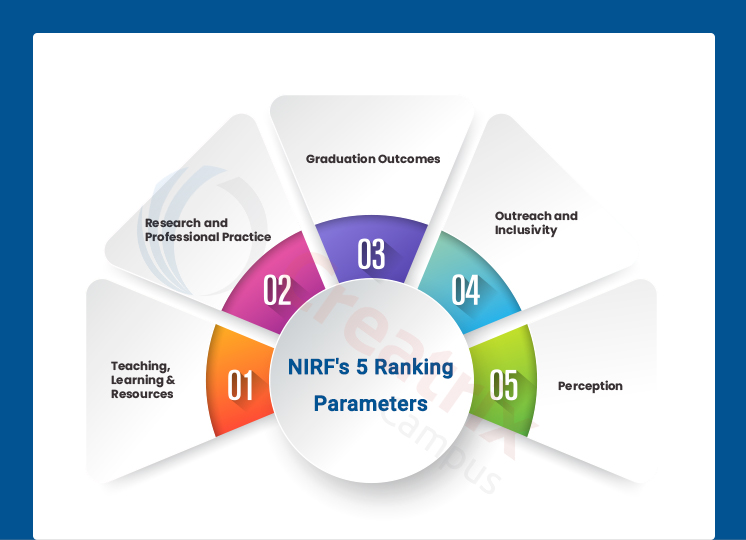 Graduation Outcomes
Research and
Professional Practice
Outreach and
Inclusivity
03
02
04
Teaching,
Learning &
Resources
01
NIRF's 5 Ranking
Parameters
05
Perception
creatrix
campus